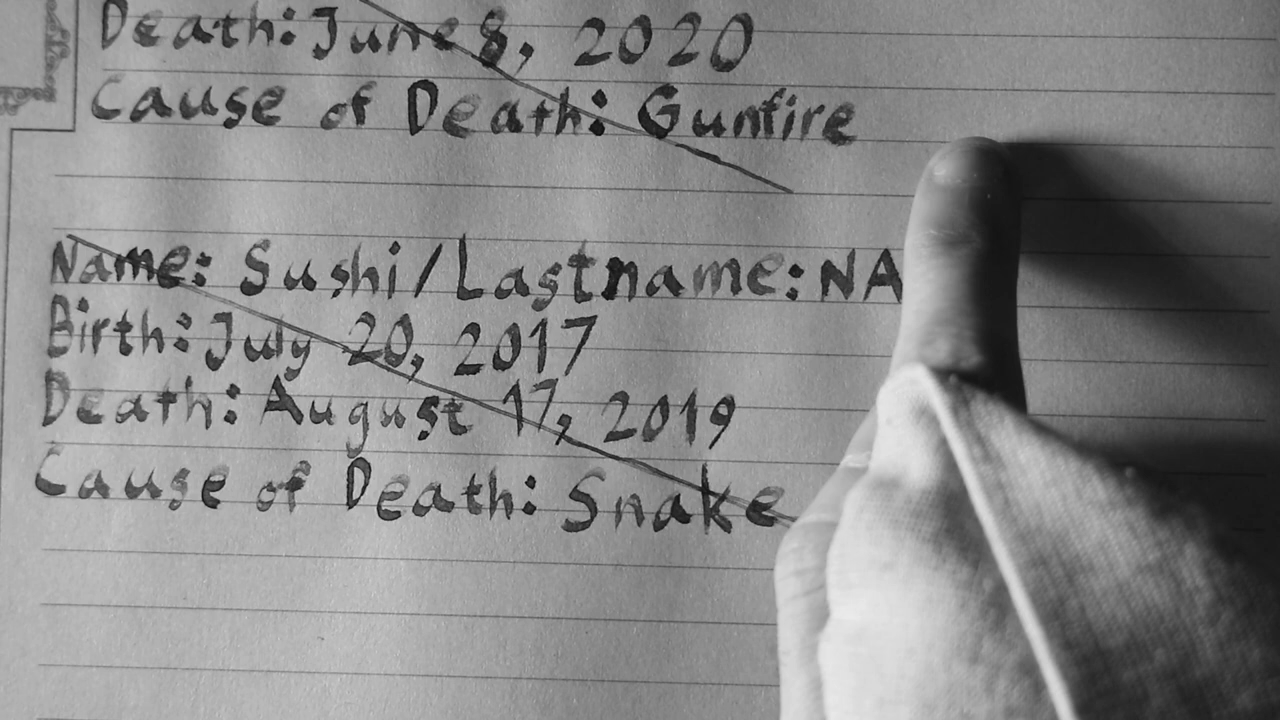 Death: June 8, 2020
Cause of Death: Gunfire
Name: Sushi/Lastname: NA
Birth: July 20, 2017
Death: August 17, 2019
Cause of Death: Snake